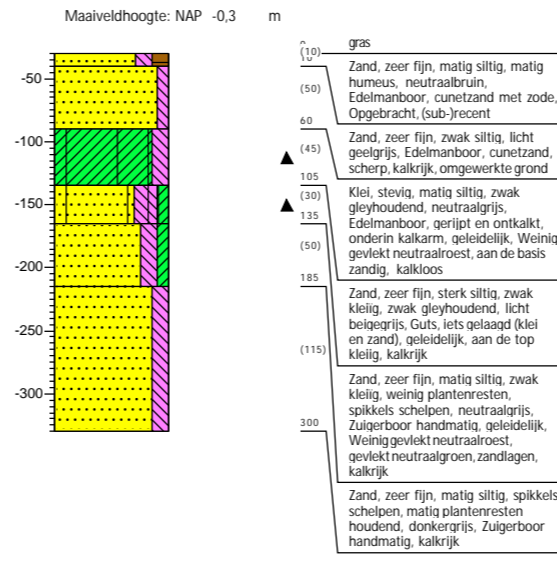 Maaiveldhoogte: NAP -0,3 m
-50
-100
-150
-200
-250
-300
(10)
(50)
60
(45)
105
(30)
135
(50)
185
(115)
300
gras
Zand, zeer fijn, matig siltig, matig
humeus, neutraalbruin,
Edelmanboor, cunetzand met zode,
Opgebracht, (sub-)recent
Zand, zeer fijn, zwak siltig, licht
geelgrijs, Edelmanboor, cunetzand,
scherp, kalkrijk, omgewerkte grond
Klei, stevig, matig siltig, zwak
gleyhoudend, neutraalgrijs,
Edelmanboor, gerijpt en ontkalkt,
onderin kalkarm, geleidelijk, Weinig
gevlekt neutraalroest, aan de basis
zandig, kalkloos
Zand, zeer fijn, sterk siltig, zwak
kleiïg, zwak gleyhoudend, licht
beigegrijs, Guts, iets gelaagd (klei
en zand), geleidelijk, aan de top
kleiig, kalkrijk
Zand, zeer fijn, matig siltig, zwak
kleiïg, weinig plantenresten,
spikkels schelpen, neutraalgrijs,
Zuigerboor handmatig, geleidelijk,
Weinig gevlekt neutraalroest,
gevlekt neutraalgroen, zandlagen,
kalkrijk
Zand, zeer fijn, matig siltig, spikkels
schelpen, matig plantenresten
houdend, donkergrijs, Zuigerboor
handmatig, kalkrijk